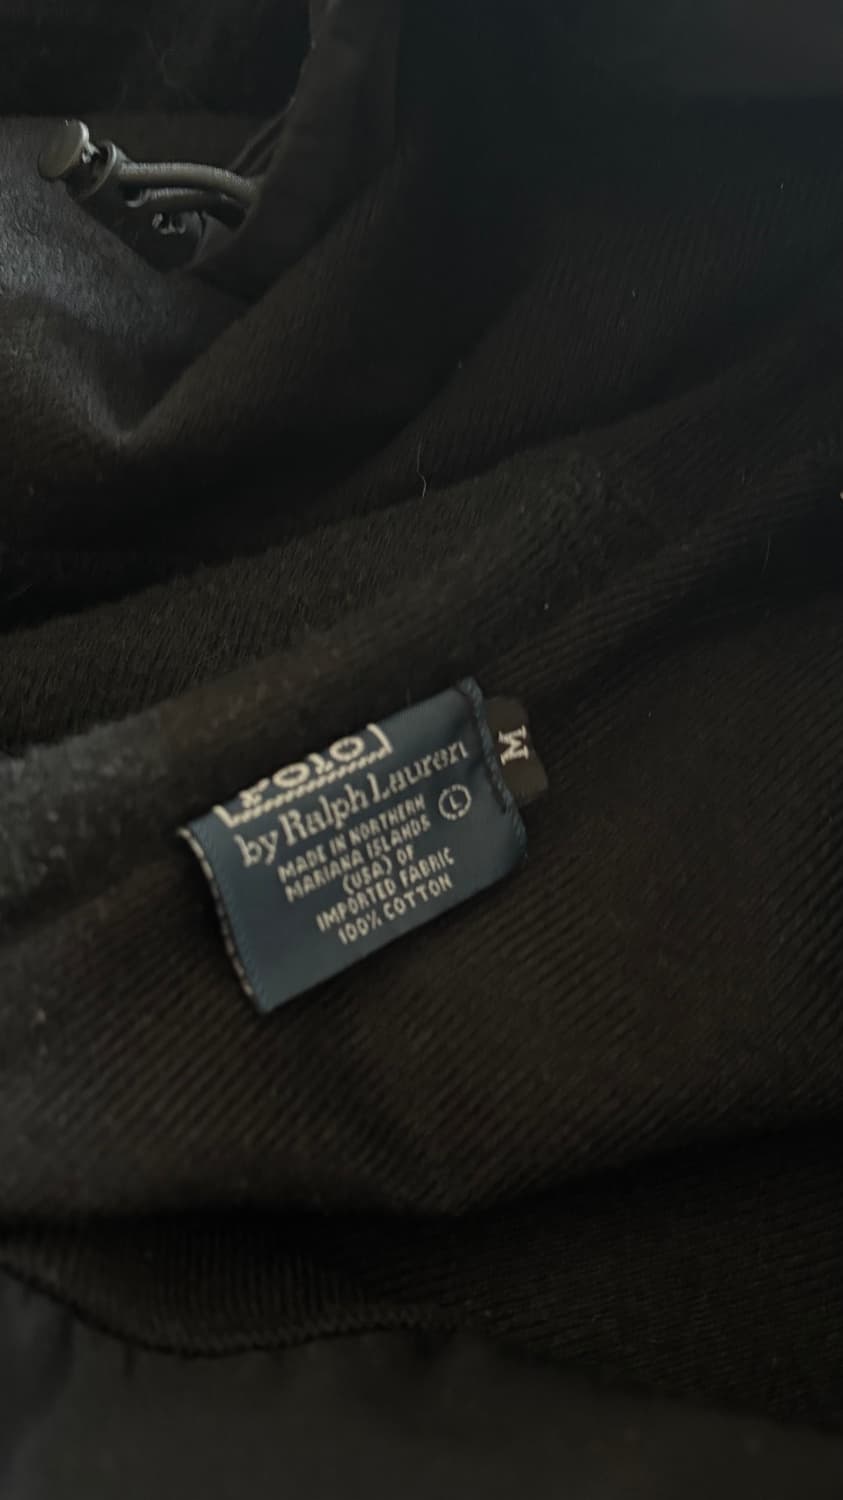 POLO
by Ralph Lauren
MADE IN NORTHERN
MARIANA ISLANDS
(USA) OF
IMPORTED FABRIC
100% COTTON
L
M